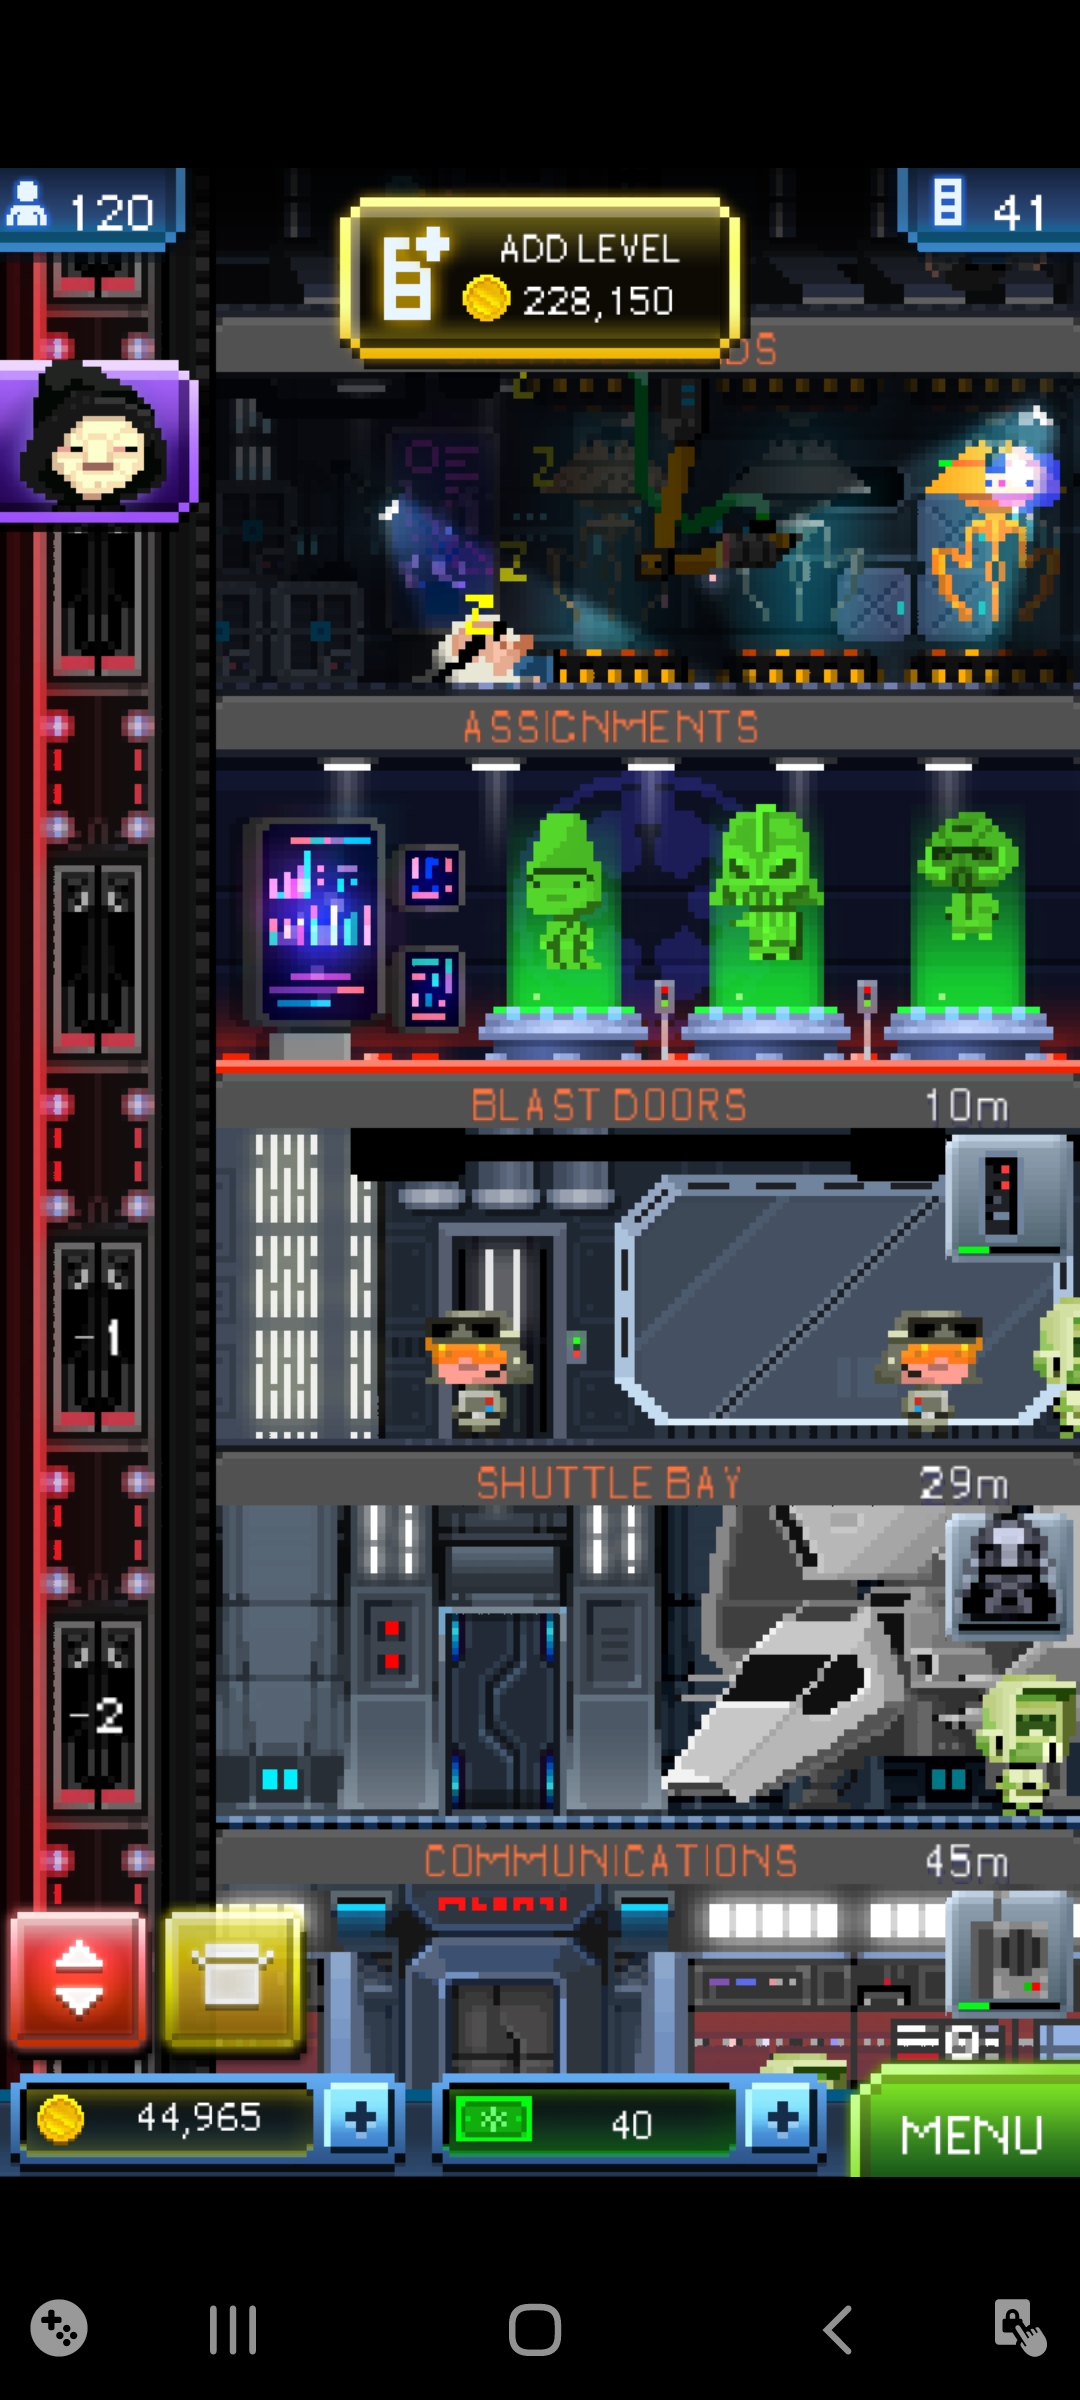 120
ADD LEVEL
228,150
41
DS
Z
Z
Z
Z
ASSIGNMENTS
BLAST DOORS 10m
-1
SHUTTLE BAY 29m
-2
COMMUNICATIONS 45m
44,965
40
MENU